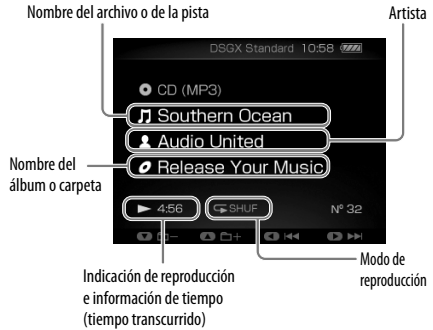 Nombre del archivo o de la pista
Artista
DSGX Standard 10:58
CD (MP3)
Southern Ocean
Audio United
Nombre del
álbum o carpeta
Release Your Music
4:56
SHUF
Nº 32
−
+
Indicación de reproducción
e información de tiempo
(tiempo transcurrido)
Modo de
reproducción